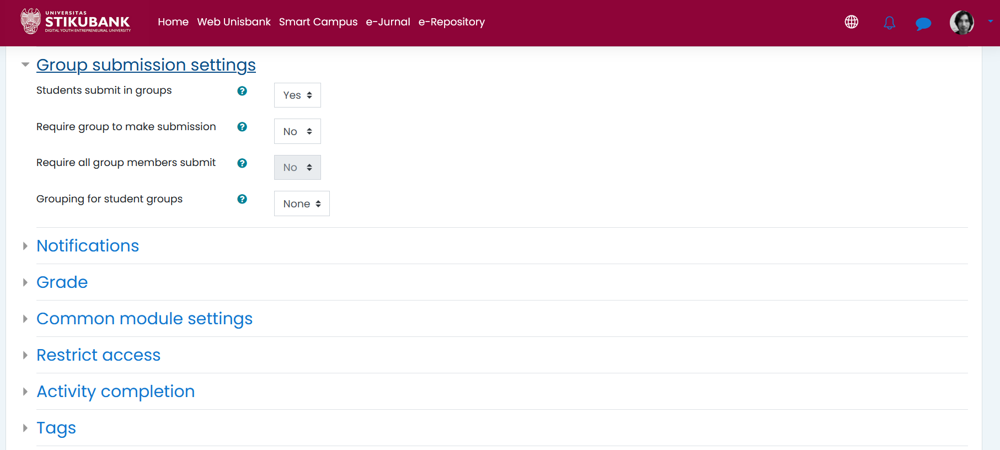 UNIVERSITAS
STIKUBANK
DIGITAL YOUTH ENTREPRENEURIAL UNIVERSITY
Home Web Unisbank Smart Campus e-Jurnal e-Repository
Group submission settings
Students submit in groups Yes
Require group to make submission No
Require all group members submit No
Grouping for student groups None
Notifications
Grade
Common module settings
Restrict access
Activity completion
Tags